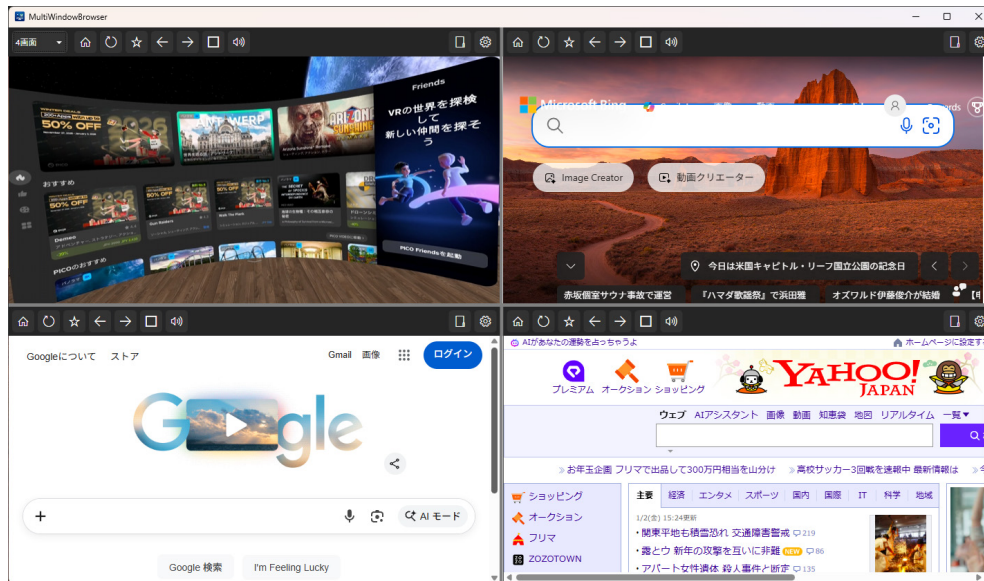 MultiWindowBrowser
4画面
WINTER DEALS
50% OFF
Friends
VRの世界を探検
して
新しい仲間を探そ
う
PICO Friendsを起動
おすすめ
50% OFF
Demeo
Gun Raiders
Walk The Plank
PICOのおすすめ
Microsoft Bing
Image Creator
動画クリエーター
今日は米国キャピトル・リーフ国立公園の記念日
赤坂個室サウナ事故で運営
『ハマダ歌謡祭』で浜田雅
オズワルド伊藤俊介が結婚
Googleについて ストア
Gmail 画像
ログイン
Google
AI モード
Google 検索
I'm Feeling Lucky
AIがあなたの運勢を占っちゃうよ
ホームページに設定す
プレミアム オークション ショッピング
YAHOO!
JAPAN
ウェブ AIアシスタント 画像 動画 知恵袋 地図 リアルタイム 一覧▼
≫お年玉企画 フリマで出品して300万円相当を山分け ≫高校サッカー3回戦を速報中 最新情報は
ショッピング
オークション
フリマ
ZOZOTOWN
主要 経済 エンタメ スポーツ 国内 国際 IT 科学 地域
1/2(金) 15:24更新
・関東平地も積雪恐れ 交通障害警戒 219
・露とウ 新年の攻撃を互いに非難 NEW 86
・アパート女性遺体 殺人事件と断定 135